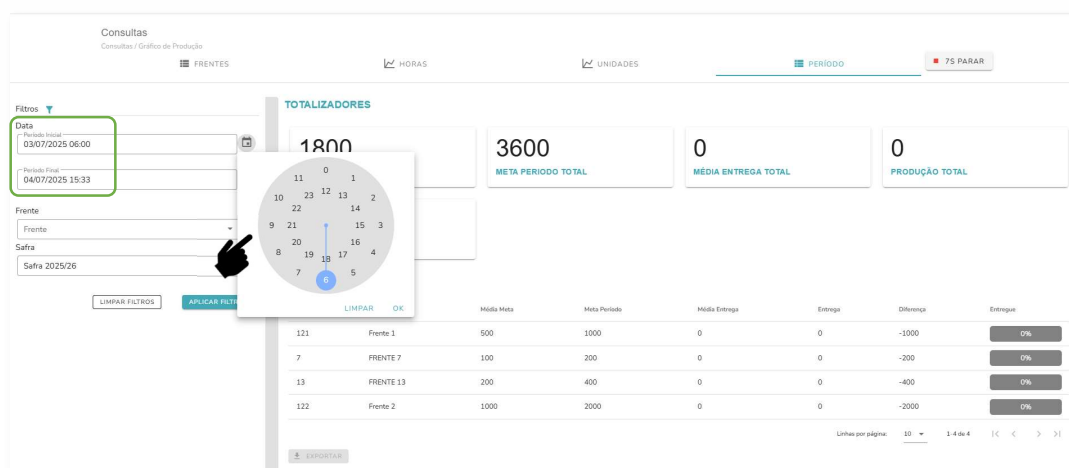 Consultas
Consultas / Gráfico de Produção
FRENTES
HORAS
UNIDADES
PERÍODO
7S PARAR
Filtros
Data
Período Inicial
03/07/2025 06:00
Período Final
04/07/2025 15:33
Frente
Frente
Safra
Safra 2025/26
LIMPAR FILTROS
APLICAR FILTR
TOTALIZADORES
1800
3600
META PERIODO TOTAL
0
MÉDIA ENTREGA TOTAL
0
PRODUÇÃO TOTAL
0
11 1
10 23 12 13 2
22 14
9 21 15 3
20 16
8 19 18 17 4
7 5
6
LIMPAR OK
Média Meta Meta Período Média Entrega Entrega Diferença Entregue
121 Frente 1 500 1000 0 0 -1000 0%
7 FRENTE 7 100 200 0 0 -200 0%
13 FRENTE 13 200 400 0 0 -400 0%
122 Frente 2 1000 2000 0 0 -2000 0%
Linhas por página: 10 1-4 de 4
EXPORTAR